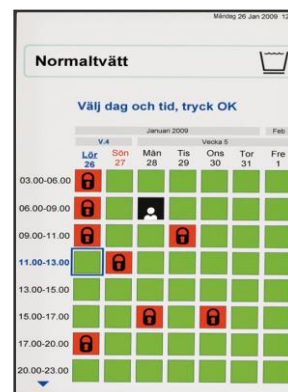 Måndag 26 Jan 2009 12
Normaltvätt
Välj dag och tid, tryck OK
Januari 2009 Feb
V.4 Vecka 5
Lör Sön Mån Tis Ons Tor Fre
26 27 28 29 30 31 1
03.00-06.00
06.00-09.00
09.00-11.00
11.00-13.00
13.00-15.00
15.00-17.00
17.00-20.00
20.00-23.00